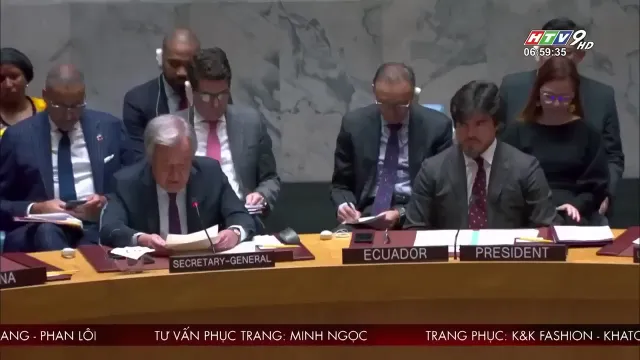 HTV9 HD
06:59:35
NA
SECRETARY-GENERAL
ECUADOR
PRESIDENT
ANG - PHAN LÔI TƯ VẤN PHỤC TRANG: MINH NGỌC TRANG PHỤC: K&K FASHION - KHATO